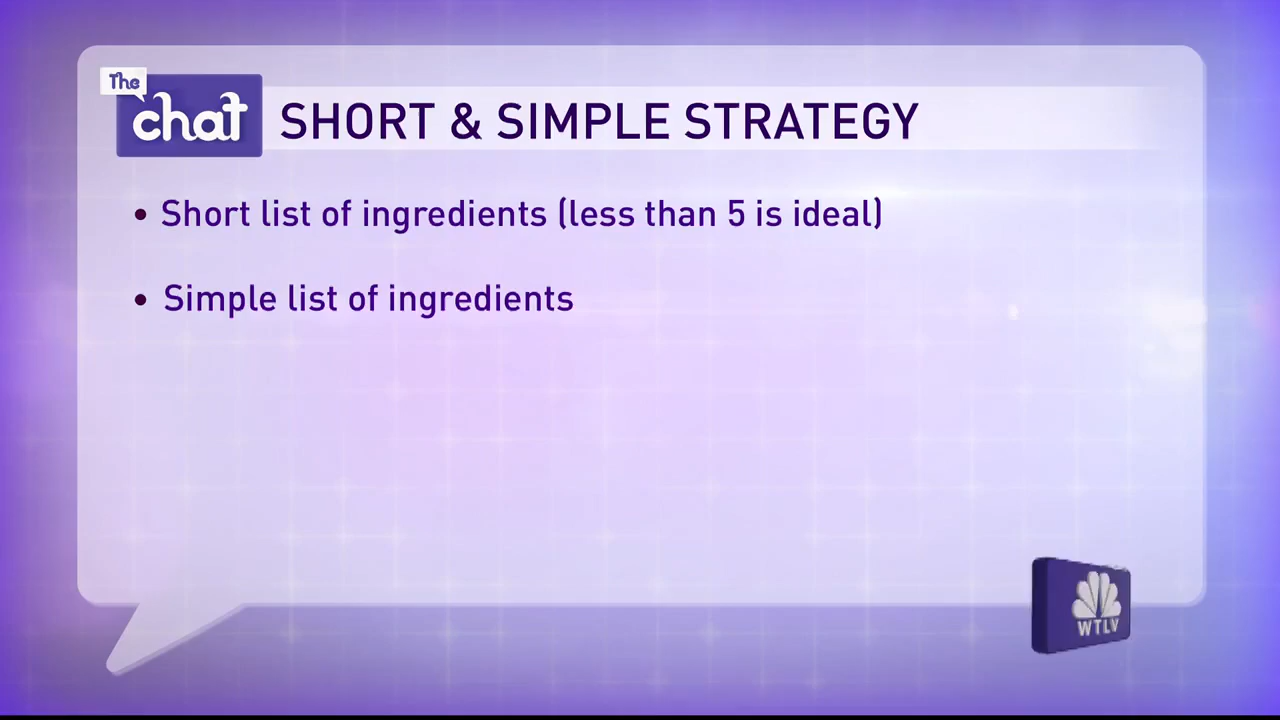 The
chat
SHORT & SIMPLE STRATEGY
• Short list of ingredients (less than 5 is ideal)
• Simple list of ingredients
WTLV